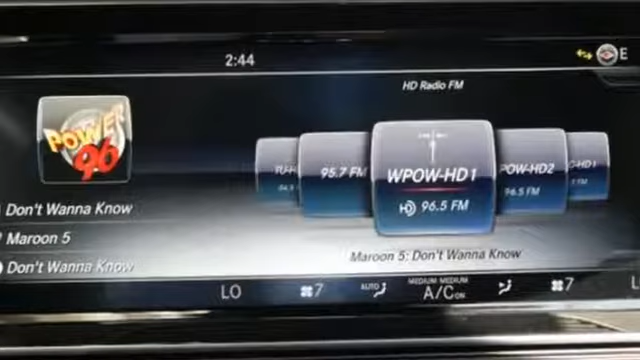 2:44
E
HD Radio FM
POWER
96
95.7 FM
WPOW-HD1
96.5 FM
POW-HD2
96.5 FM
-HD1
Don't Wanna Know
Maroon 5
Don't Wanna Know
Maroon 5: Don't Wanna Know
LO
7
AUTO
MEDIUM MEDIUM
A/C ON
7
L